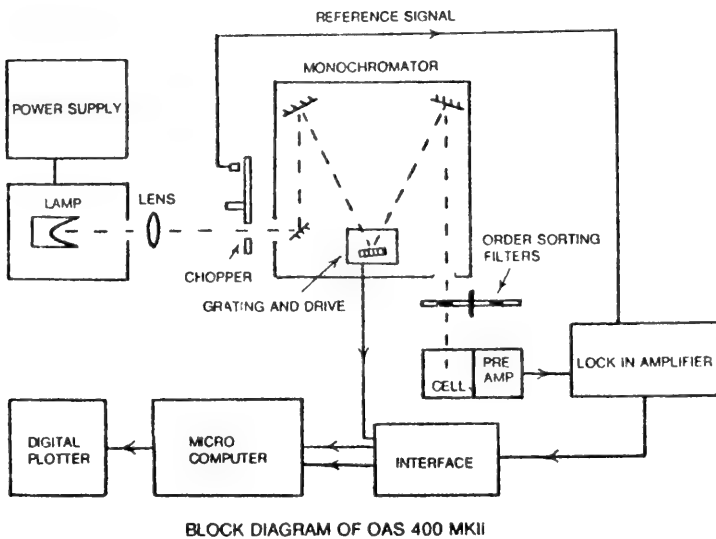 REFERENCE SIGNAL
MONOCHROMATOR
POWER SUPPLY
LAMP
LENS
CHOPPER
GRATING AND DRIVE
ORDER SORTING
FILTERS
CELL
PRE
AMP
LOCK IN AMPLIFIER
DIGITAL
PLOTTER
MICRO
COMPUTER
INTERFACE
BLOCK DIAGRAM OF OAS 400 MKII